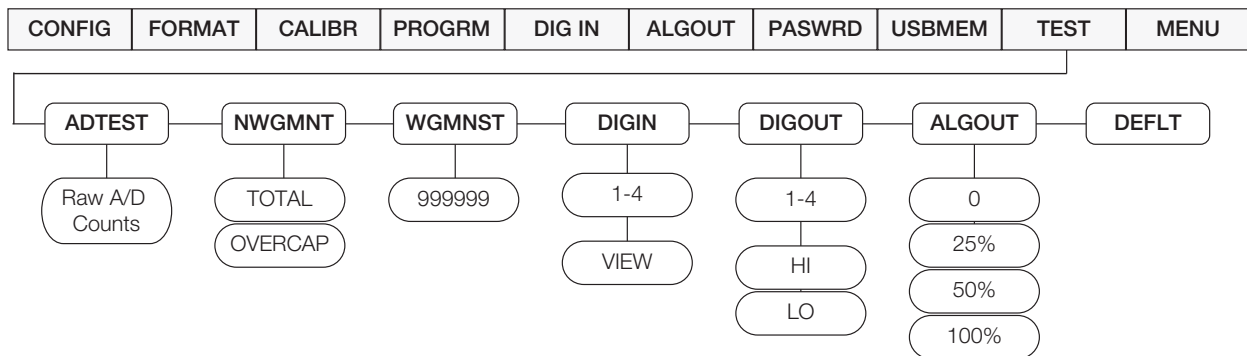 CONFIG FORMAT CALIBR PROGRM DIG IN ALGOUT PASWRD USBMEM TEST MENU
ADTEST NWGMNT WGMNST DIGIN DIGOUT ALGOUT DEFLT
Raw A/D
Counts
TOTAL
OVERCAP
999999
1-4
VIEW
1-4
HI
LO
0
25%
50%
100%